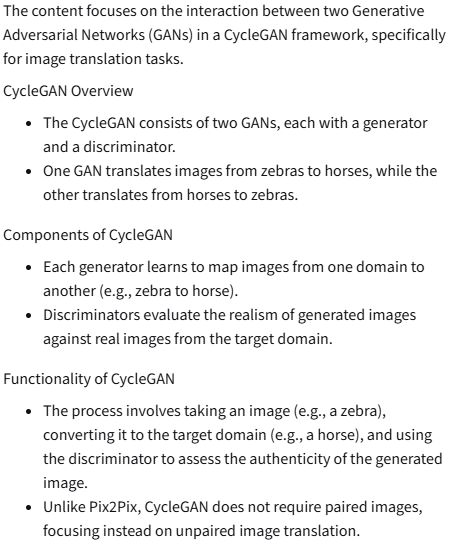 The content focuses on the interaction between two Generative
Adversarial Networks (GANs) in a CycleGAN framework, specifically
for image translation tasks.
CycleGAN Overview
• The CycleGAN consists of two GANs, each with a generator
and a discriminator.
• One GAN translates images from zebras to horses, while the
other translates from horses to zebras.
Components of CycleGAN
• Each generator learns to map images from one domain to
another (e.g., zebra to horse).
• Discriminators evaluate the realism of generated images
against real images from the target domain.
Functionality of CycleGAN
• The process involves taking an image (e.g., a zebra),
converting it to the target domain (e.g., a horse), and using
the discriminator to assess the authenticity of the generated
image.
• Unlike Pix2Pix, CycleGAN does not require paired images,
focusing instead on unpaired image translation.